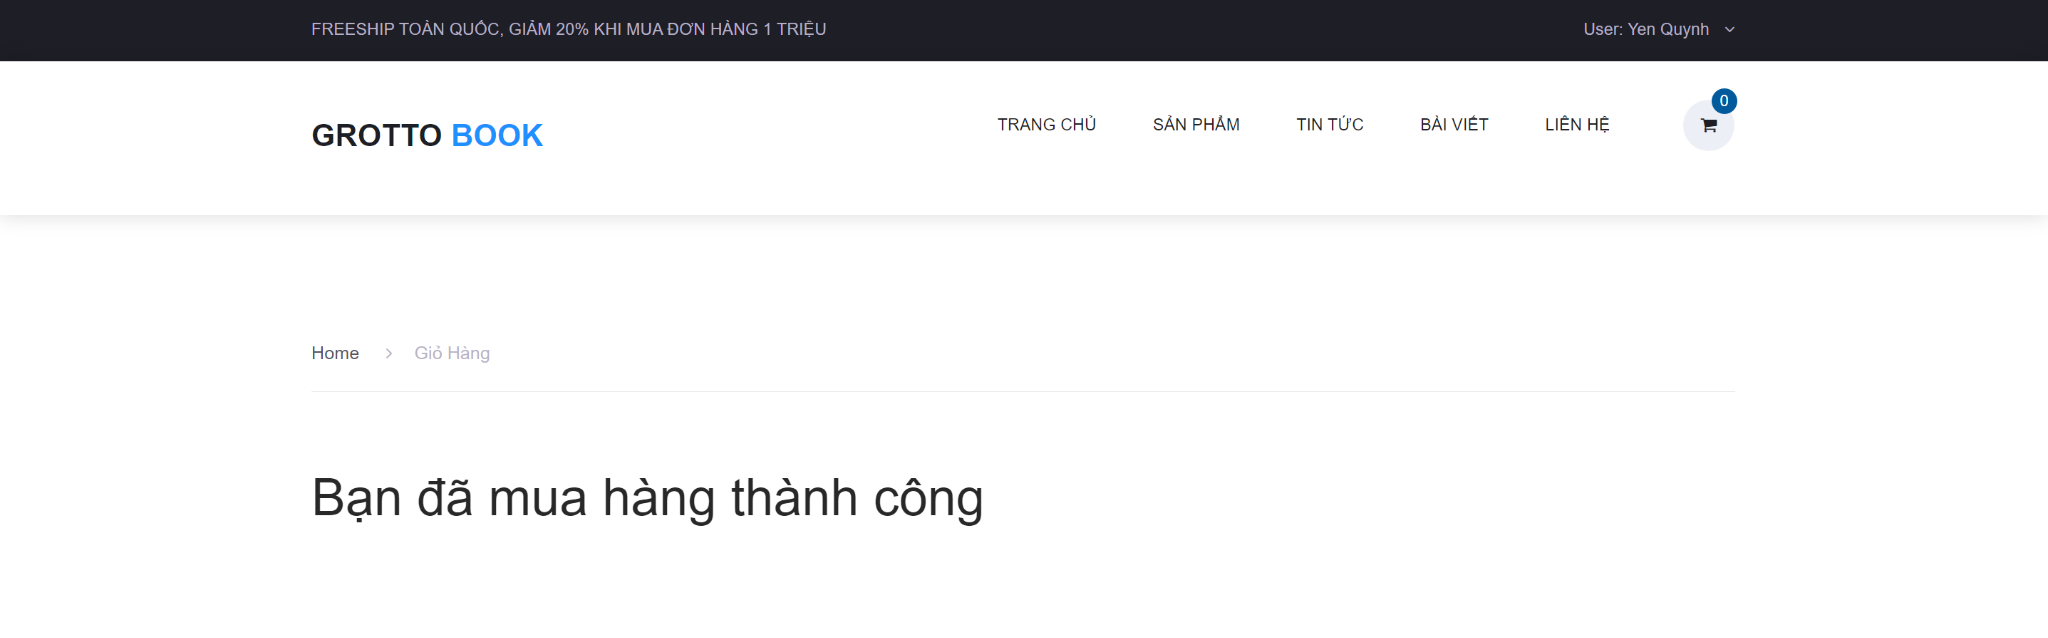 FREESHIP TOÀN QUỐC, GIẢM 20% KHI MUA ĐƠN HÀNG 1 TRIỆU
User: Yen Quynh
GROTTO BOOK
TRANG CHỦ
SẢN PHẨM
TIN TỨC
BÀI VIẾT
LIÊN HỆ
0
Home
Giỏ Hàng
Bạn đã mua hàng thành công